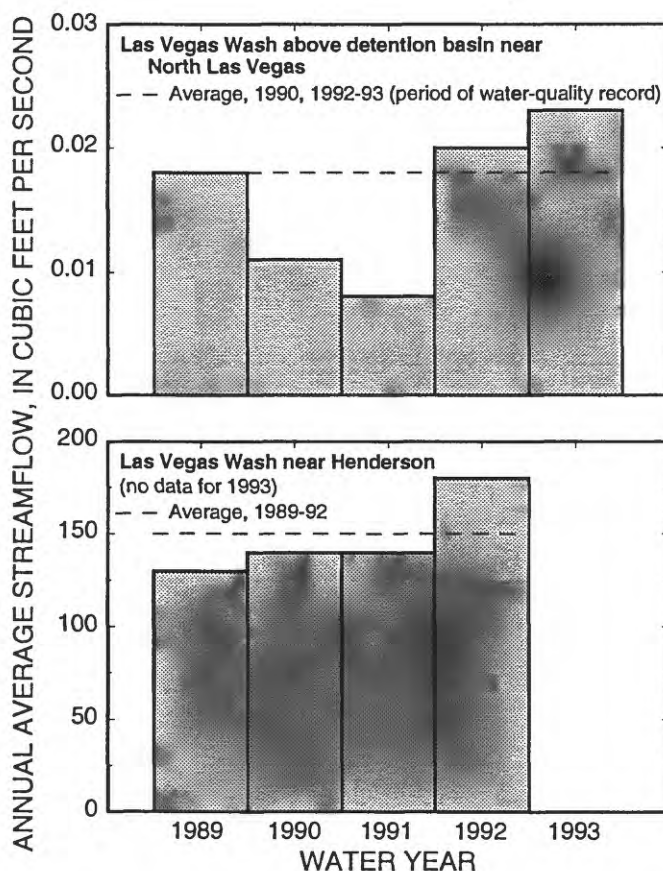 ANNUAL AVERAGE STREAMFLOW, IN CUBIC FEET PER SECOND
0.03
0.02
0.01
0.00
Las Vegas Wash above detention basin near
North Las Vegas
Average, 1990, 1992-93 (period of water-quality record)
200
150
100
50
0
Las Vegas Wash near Henderson
(no data for 1993)
Average, 1989-92
1989 1990 1991 1992 1993
WATER YEAR